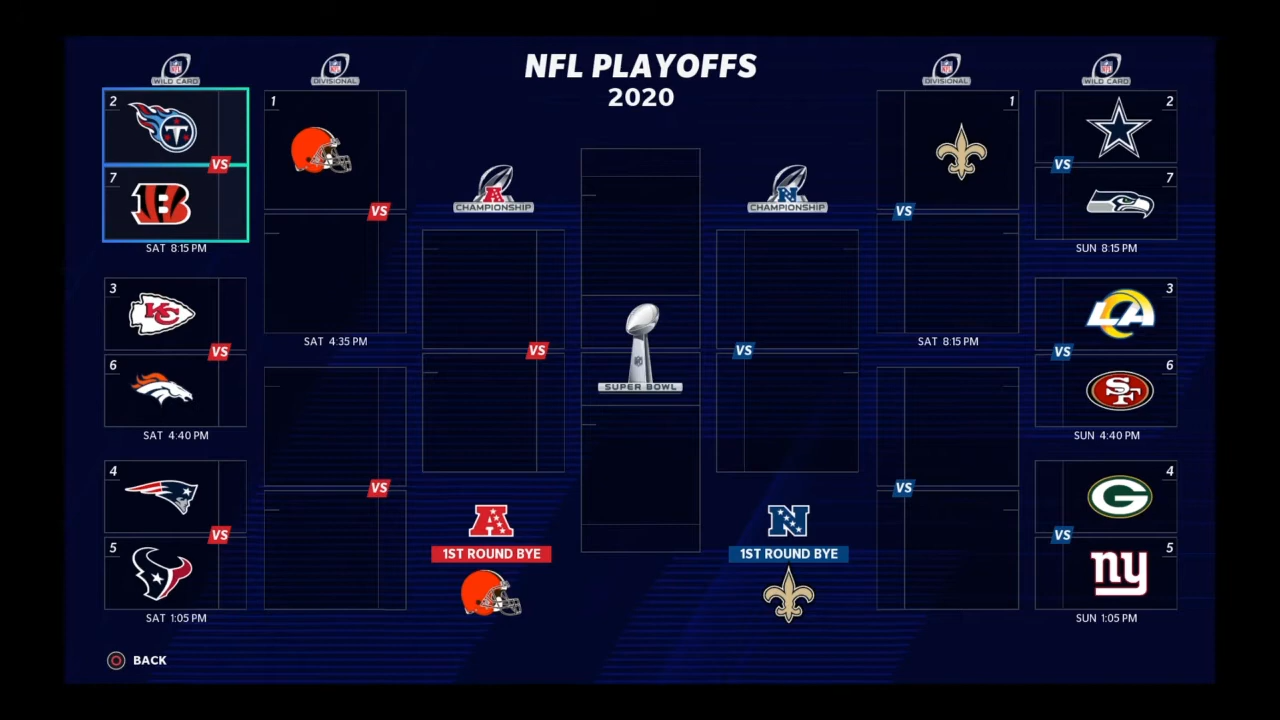 NFL PLAYOFFS
2020
WILD CARD
DIVISIONAL
DIVISIONAL
WILD CARD
2
VS
7
SAT 8:15 PM
3
VS
6
SAT 4:40 PM
4
VS
5
SAT 1:05 PM
1
VS
SAT 4:35 PM
VS
A
CHAMPIONSHIP
VS
SUPER BOWL
N
CHAMPIONSHIP
VS
1
VS
SAT 8:15 PM
VS
2
VS
7
SUN 8:15 PM
3
LA
VS
6
SF
SUN 4:40 PM
4
G
VS
5
ny
SUN 1:05 PM
T
B
KC
A
1ST ROUND BYE
N
1ST ROUND BYE
BACK